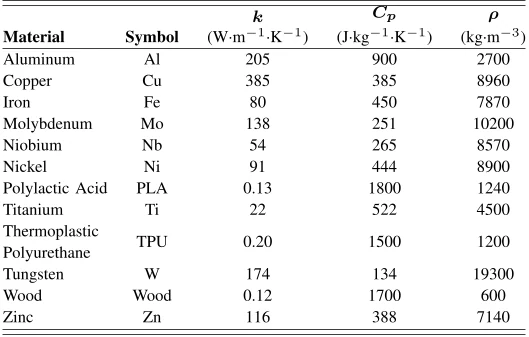 k C_p ρ
Material Symbol (W·m⁻¹·K⁻¹) (J·kg⁻¹·K⁻¹) (kg·m⁻³)
Aluminum Al 205 900 2700
Copper Cu 385 385 8960
Iron Fe 80 450 7870
Molybdenum Mo 138 251 10200
Niobium Nb 54 265 8570
Nickel Ni 91 444 8900
Polylactic Acid PLA 0.13 1800 1240
Titanium Ti 22 522 4500
Thermoplastic
Polyurethane TPU 0.20 1500 1200
Tungsten W 174 134 19300
Wood Wood 0.12 1700 600
Zinc Zn 116 388 7140